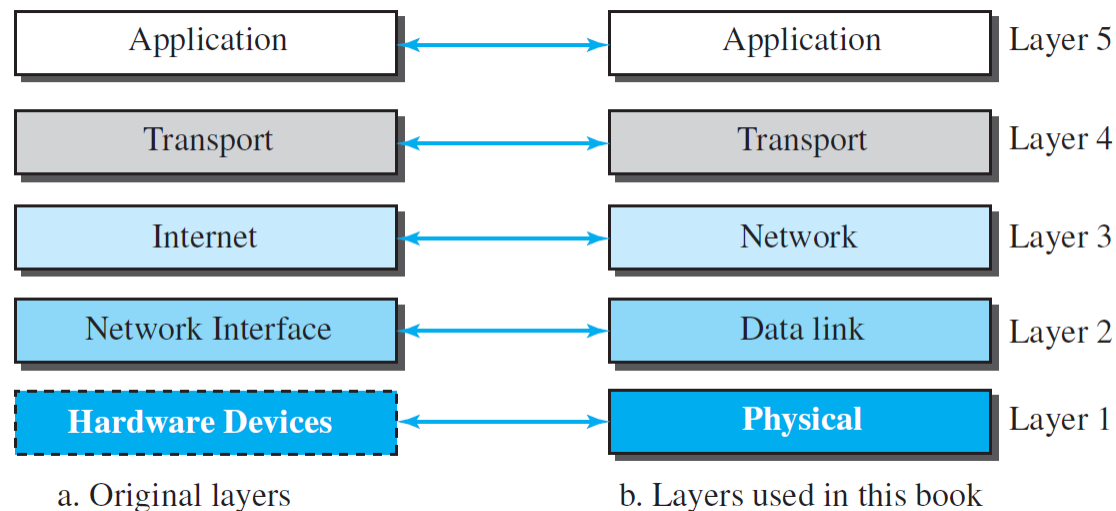 Application Application Layer 5
Transport Transport Layer 4
Internet Network Layer 3
Network Interface Data link Layer 2
Hardware Devices Physical Layer 1
a. Original layers b. Layers used in this book